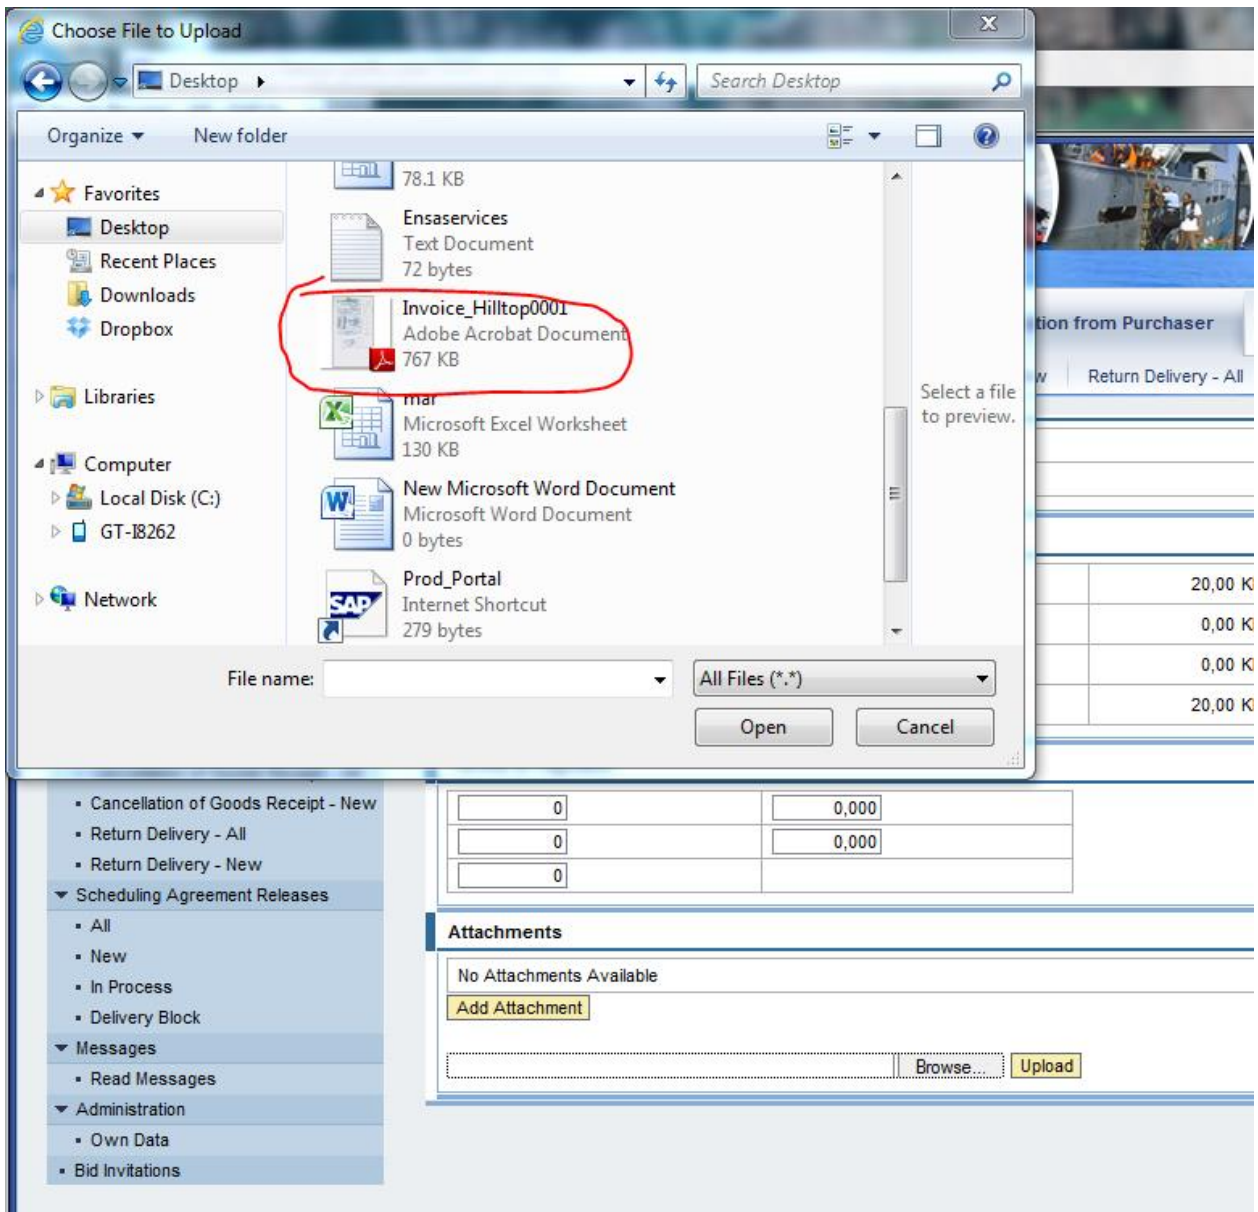 Choose File to Upload
Desktop
Search Desktop
Organize
New folder
Favorites
Desktop
Recent Places
Downloads
Dropbox
Libraries
Computer
Local Disk (C:)
GT-I8262
Network
78.1 KB
Ensaservices
Text Document
72 bytes
Invoice_Hilltop0001
Adobe Acrobat Document
767 KB
mar
Microsoft Excel Worksheet
130 KB
New Microsoft Word Document
Microsoft Word Document
0 bytes
SAP
Prod_Portal
Internet Shortcut
279 bytes
Select a file
to preview.
File name:
All Files (*.*)
Open
Cancel
tion from Purchaser
w
Return Delivery - All
20,00 K
0,00 K
0,00 K
20,00 K
Cancellation of Goods Receipt - New
Return Delivery - All
Return Delivery - New
Scheduling Agreement Releases
All
New
In Process
Delivery Block
Messages
Read Messages
Administration
Own Data
Bid Invitations
0 0,000
0 0,000
0
Attachments
No Attachments Available
Add Attachment
Browse...
Upload